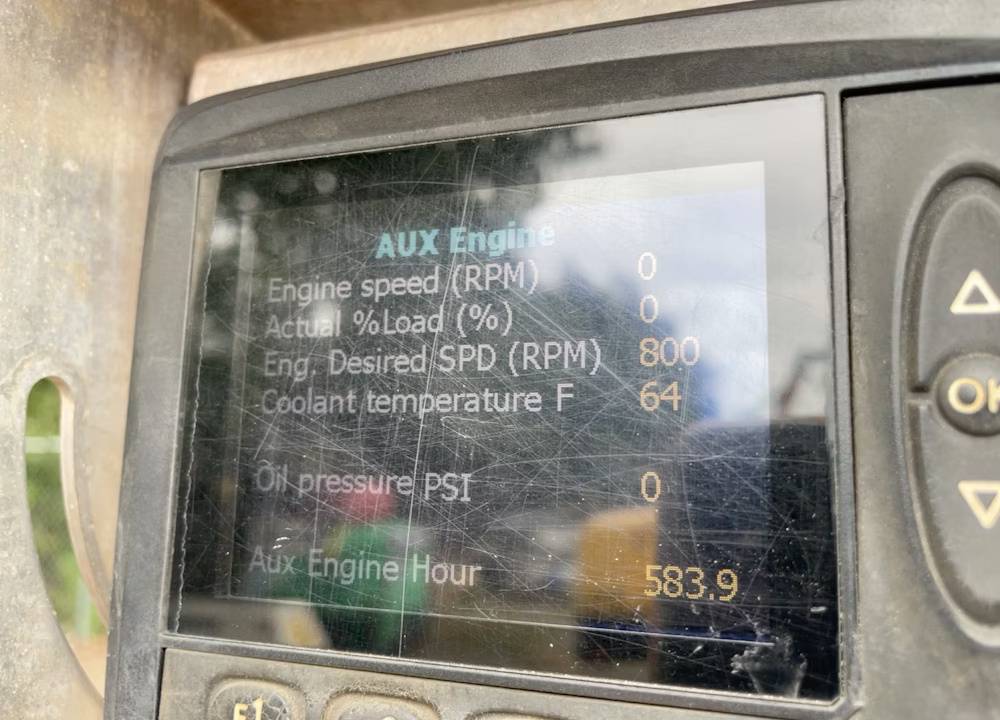 AUX Engine
Engine speed (RPM) 0
Actual %Load (%) 0
Eng. Desired SPD (RPM) 800
Coolant temperature F 64
Oil pressure PSI 0
Aux Engine Hour 583.9
OK
F1